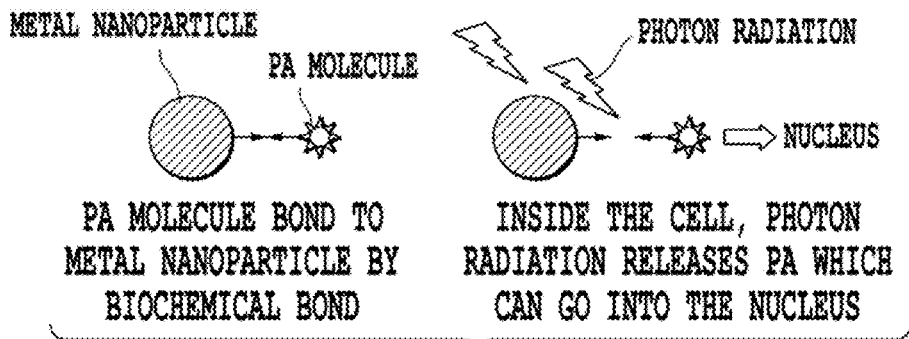 METAL NANOPARTICLE
PA MOLECULE
PA MOLECULE BOND TO
METAL NANOPARTICLE BY
BIOCHEMICAL BOND
PHOTON RADIATION
NUCLEUS
INSIDE THE CELL, PHOTON
RADIATION RELEASES PA WHICH
CAN GO INTO THE NUCLEUS